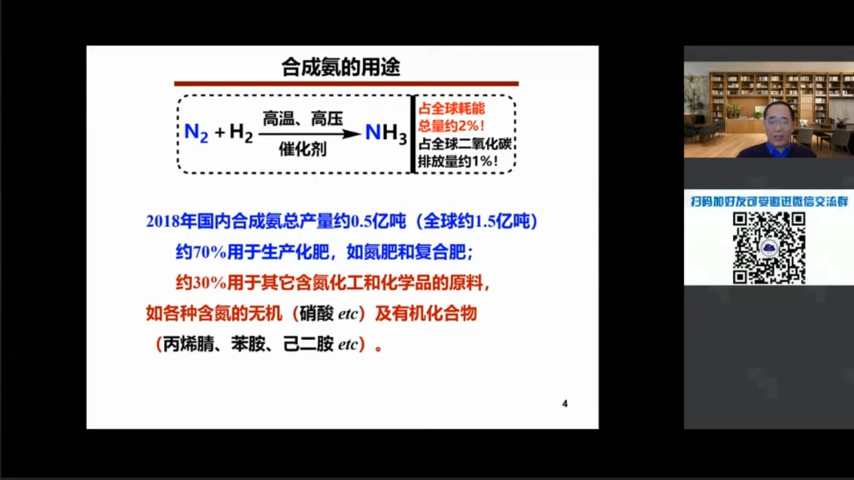 合成氨的用途
N2 + H2 高温、高压 催化剂 NH3
占全球耗能
总量约2%!
占全球二氧化碳
排放量约1%!
2018年国内合成氨总产量约0.5亿吨（全球约1.5亿吨）
约70%用于生产化肥，如氮肥和复合肥；
约30%用于其它含氮化工和化学品的原料，
如各种含氮的无机（硝酸 etc）及有机化合物
（丙烯腈、苯胺、己二胺 etc）。
4
扫码加好友可受邀进微信交流群